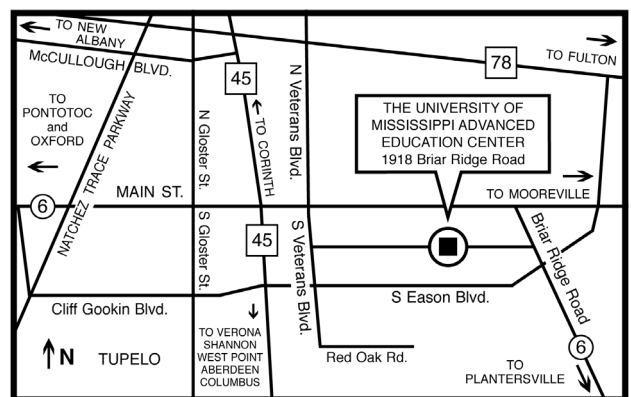 TO NEW
ALBANY
McCULLOUGH BLVD.
78
TO FULTON
45
TO
PONTOTOC
and
OXFORD
NATCHEZ TRACE PARKWAY
N Gloster St.
TO CORINTH
N Veterans Blvd.
THE UNIVERSITY OF
MISSISSIPPI ADVANCED
EDUCATION CENTER
1918 Briar Ridge Road
6
MAIN ST.
TO MOOREVILLE
S Gloster St.
45
S Veterans Blvd.
Briar Ridge Road
Cliff Gookin Blvd.
S Eason Blvd.
TO VERONA
SHANNON
WEST POINT
ABERDEEN
COLUMBUS
Red Oak Rd.
6
N
TUPELO
TO
PLANTERSVILLE